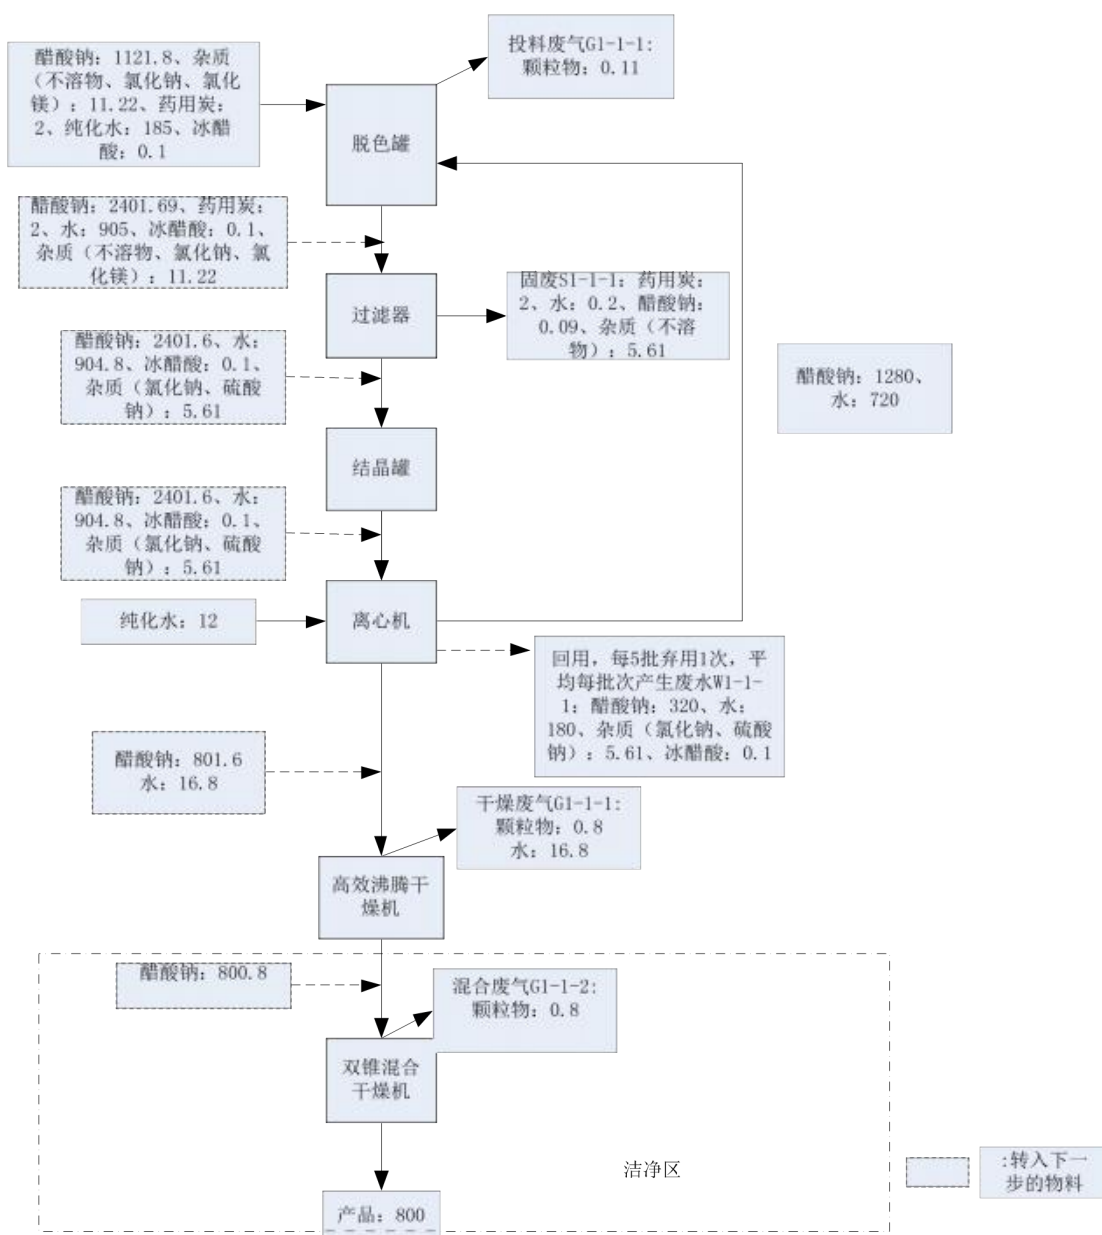 投料废气G1-1-1:
颗粒物：0.11
醋酸钠：1121.8、杂质
（不溶物、氯化钠、氯化
镁）：11.22、药用炭：
2、纯化水：185、冰醋
酸：0.1
脱色罐
醋酸钠：2401.69、药用炭：
2、水：905、冰醋酸：0.1、
杂质（不溶物、氯化钠、氯
化镁）：11.22
过滤器
固废S1-1-1：药用炭：
2、水：0.2、醋酸钠：
0.09、杂质（不溶
物）：5.61
醋酸钠：2401.6、水：
904.8、冰醋酸：0.1、
杂质（氯化钠、硫酸
钠）：5.61
醋酸钠：1280、
水：720
结晶罐
醋酸钠：2401.6、水：
904.8、冰醋酸：0.1、
杂质（氯化钠、硫酸
钠）：5.61
纯化水：12
离心机
回用，每5批弃用1次，平
均每批次产生废水W1-1-
1：醋酸钠：320、水：
180、杂质（氯化钠、硫酸
钠）：5.61、冰醋酸：0.1
醋酸钠：801.6
水：16.8
干燥废气G1-1-1:
颗粒物：0.8
水：16.8
高效沸腾干
燥机
醋酸钠：800.8
混合废气G1-1-2:
颗粒物：0.8
双锥混合
干燥机
洁净区
:转入下一
步的物料
产品：800